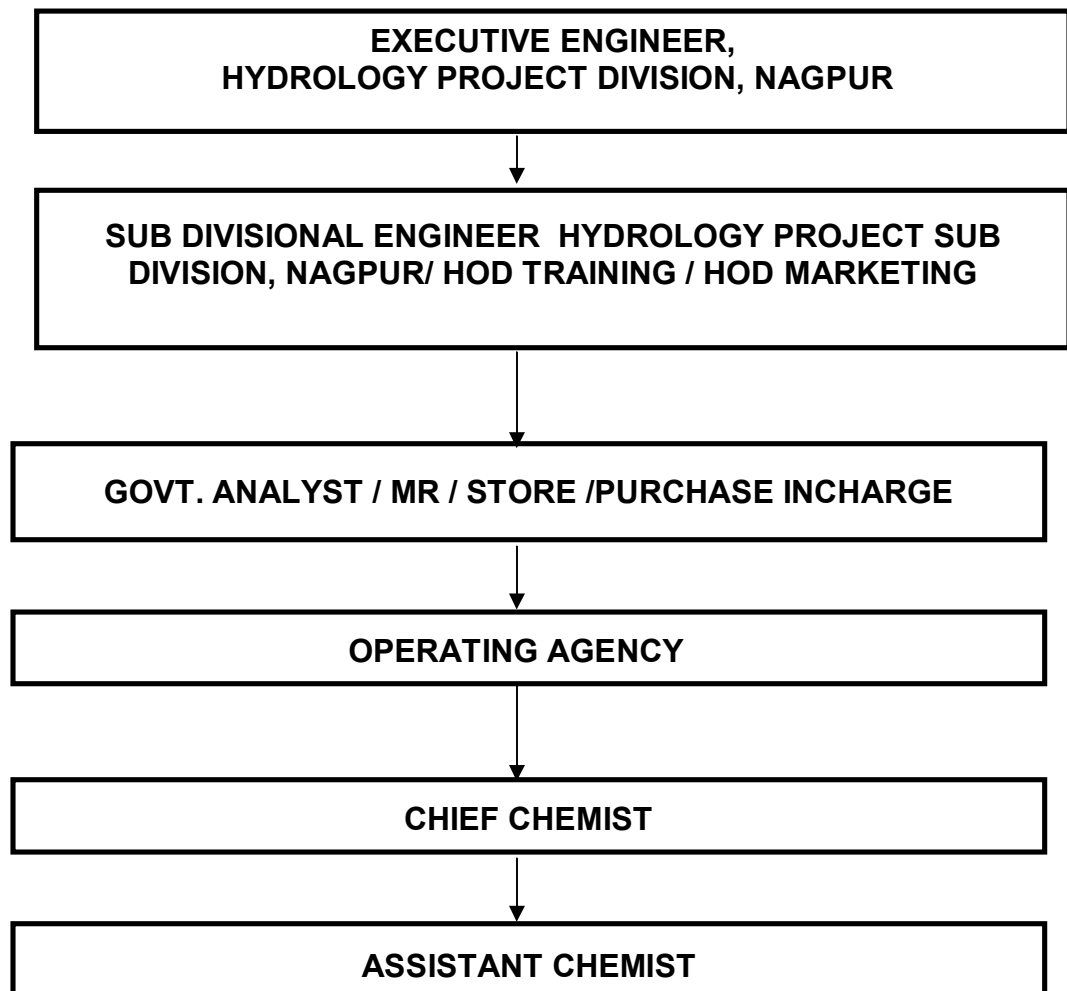 EXECUTIVE ENGINEER,
HYDROLOGY PROJECT DIVISION, NAGPUR
SUB DIVISIONAL ENGINEER  HYDROLOGY PROJECT SUB
DIVISION, NAGPUR/ HOD TRAINING / HOD MARKETING
GOVT. ANALYST / MR / STORE /PURCHASE INCHARGE
OPERATING AGENCY
CHIEF CHEMIST
ASSISTANT CHEMIST